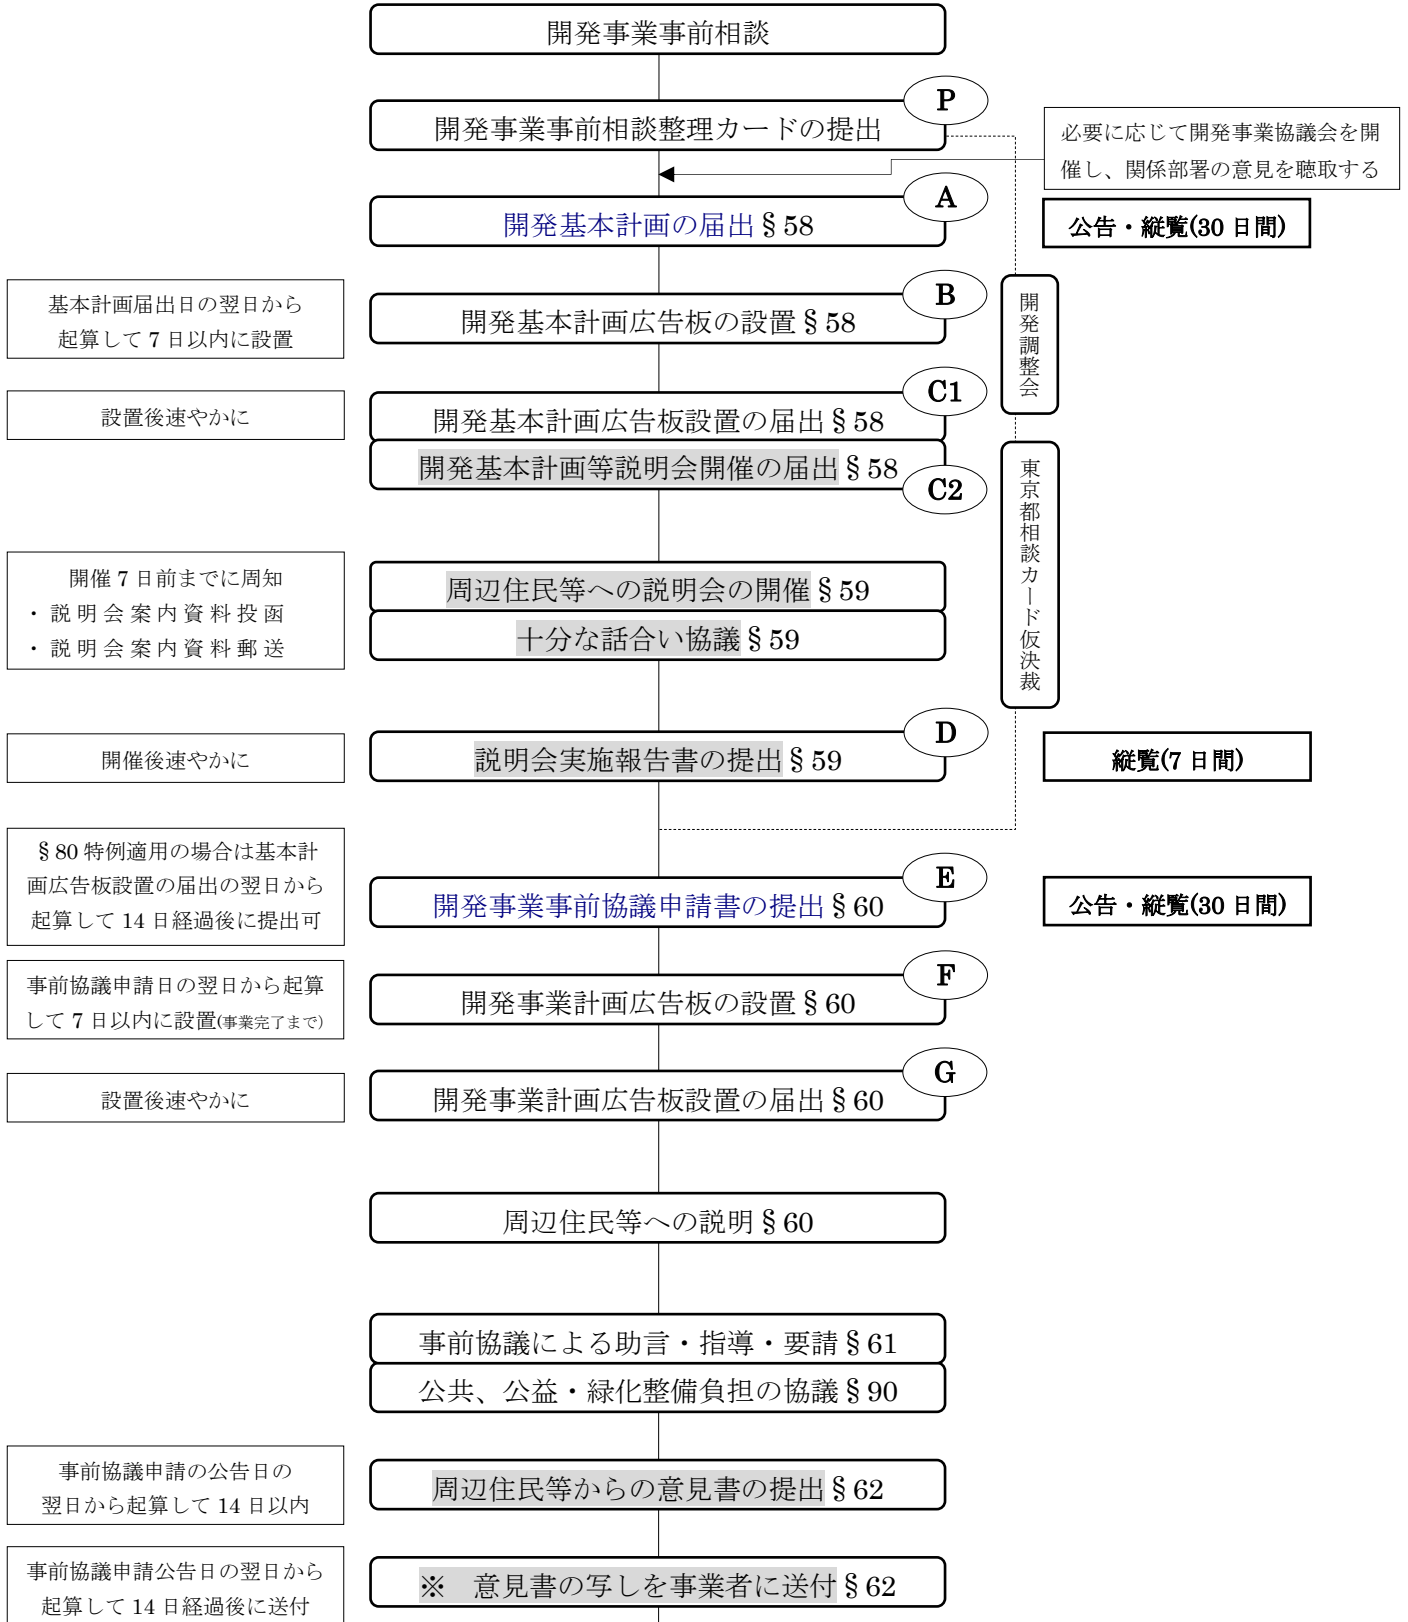 開発事業事前相談
P
開発事業事前相談整理カードの提出
必要に応じて開発事業協議会を開
催し、関係部署の意見を聴取する
A
開発基本計画の届出§58
公告・縦覧(30 日間)
基本計画届出日の翌日から
起算して 7 日以内に設置
B
開発基本計画広告板の設置§58
開発調整会
設置後速やかに
C1
開発基本計画広告板設置の届出§58
開発基本計画等説明会開催の届出§58
C2
東京都相談カード仮決裁
開催 7 日前までに周知
・説明会案内資料投函
・説明会案内資料郵送
周辺住民等への説明会の開催§59
十分な話合い協議§59
開催後速やかに
D
説明会実施報告書の提出§59
縦覧(7 日間)
§80 特例適用の場合は基本計
画広告板設置の届出の翌日から
起算して 14 日経過後に提出可
E
開発事業事前協議申請書の提出§60
公告・縦覧(30 日間)
事前協議申請日の翌日から起算
して 7 日以内に設置(事業完了まで)
F
開発事業計画広告板の設置§60
設置後速やかに
G
開発事業計画広告板設置の届出§60
周辺住民等への説明§60
事前協議による助言・指導・要請§61
公共、公益・緑化整備負担の協議§90
事前協議申請の公告日の
翌日から起算して 14 日以内
周辺住民等からの意見書の提出§62
事前協議申請公告日の翌日から
起算して 14 日経過後に送付
※ 意見書の写しを事業者に送付§62